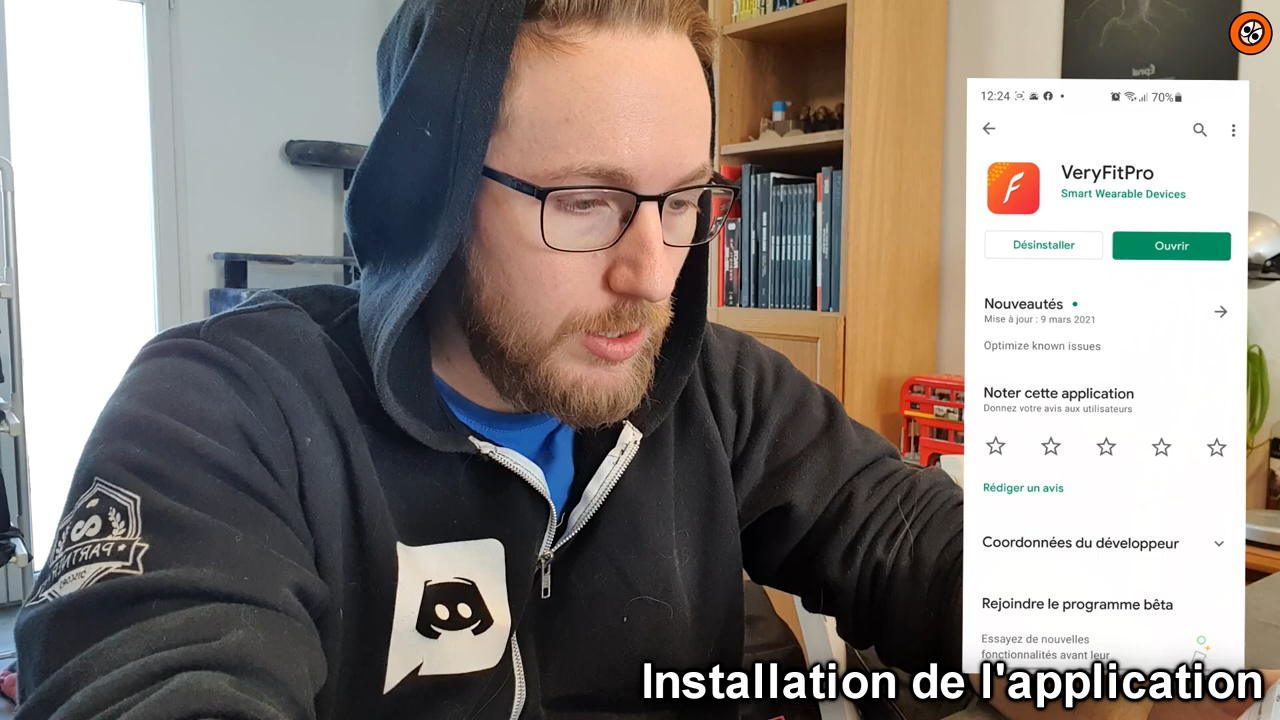 12:24
70%
VeryFitPro
Smart Wearable Devices
Désinstaller
Ouvrir
Nouveautés
Mise à jour : 9 mars 2021
Optimize known issues
Noter cette application
Donnez votre avis aux utilisateurs
Rédiger un avis
Coordonnées du développeur
Rejoindre le programme bêta
Essayez de nouvelles
fonctionnalités avant leur
Installation de l'application
Epinal
PARTNER